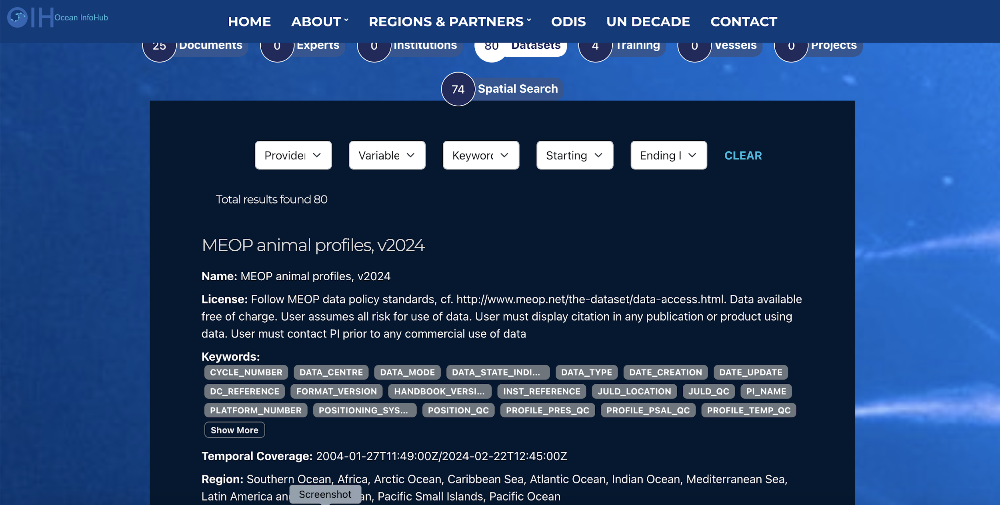 OIH Ocean InfoHub
HOME ABOUT REGIONS & PARTNERS ODIS UN DECADE CONTACT
25 Documents 0 Experts 0 Institutions 80 Datasets 4 Training 0 Vessels 0 Projects
74 Spatial Search
Provider Variable Keyword Starting Ending CLEAR
Total results found 80
MEOP animal profiles, v2024
Name: MEOP animal profiles, v2024
License: Follow MEOP data policy standards, cf. http://www.meop.net/the-dataset/data-access.html. Data available
free of charge. User assumes all risk for use of data. User must display citation in any publication or product using
data. User must contact PI prior to any commercial use of data
Keywords:
CYCLE_NUMBER DATA_CENTRE DATA_MODE DATA_STATE_INDI... DATA_TYPE DATE_CREATION DATE_UPDATE
DC_REFERENCE FORMAT_VERSION HANDBOOK_VERSI... INST_REFERENCE JULD_LOCATION JULD_QC PI_NAME
PLATFORM_NUMBER POSITIONING_SYS... POSITION_QC PROFILE_PRES_QC PROFILE_PSAL_QC PROFILE_TEMP_QC
Show More
Temporal Coverage: 2004-01-27T11:49:00Z/2024-02-22T12:45:00Z
Region: Southern Ocean, Africa, Arctic Ocean, Caribbean Sea, Atlantic Ocean, Indian Ocean, Mediterranean Sea,
Latin America Pacific Small Islands, Pacific Ocean
Screenshot